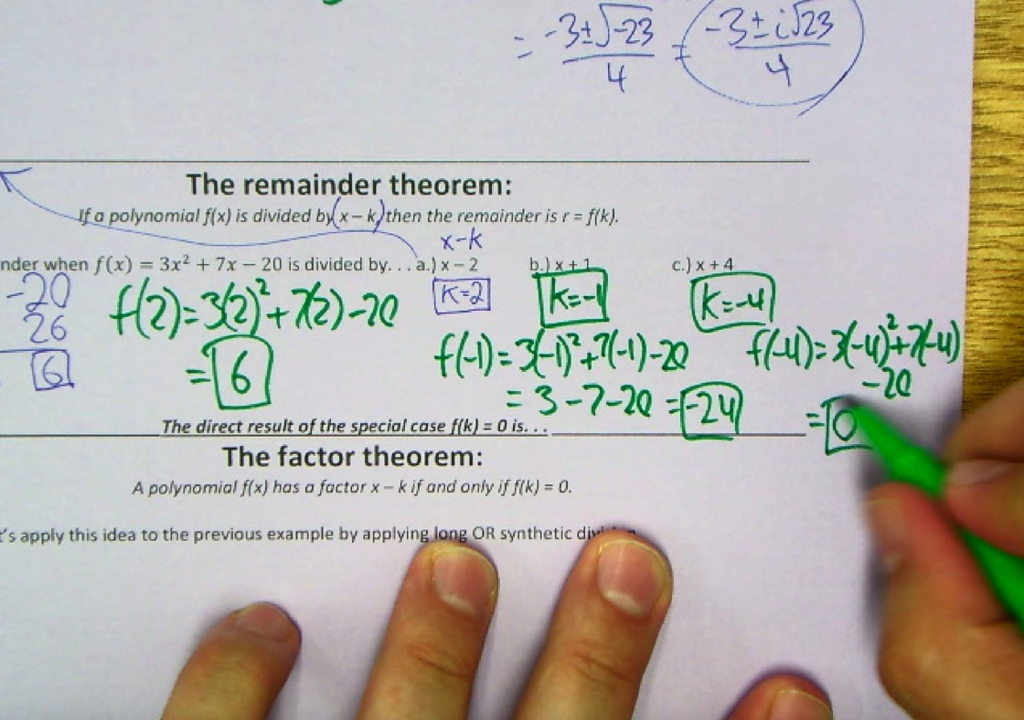 = -3±√-23 / 4 = -3±i√23 / 4
The remainder theorem:
If a polynomial f(x) is divided by (x – k) then the remainder is r = f(k).
x-k
nder when f(x) = 3x² + 7x – 20 is divided by. . . a.) x – 2 b.) x + 1 c.) x + 4
-20
26
6
f(2)=3(2)²+7(2)-20
= 6
K=2
K=-1
K=-4
f(-1)=3(-1)²+7(-1)-20
= 3-7-20 = -24
f(-4)=3(-4)²+7(-4)
-20
= 0
The direct result of the special case f(k) = 0 is. . .
The factor theorem:
A polynomial f(x) has a factor x – k if and only if f(k) = 0.
's apply this idea to the previous example by applying long OR synthetic